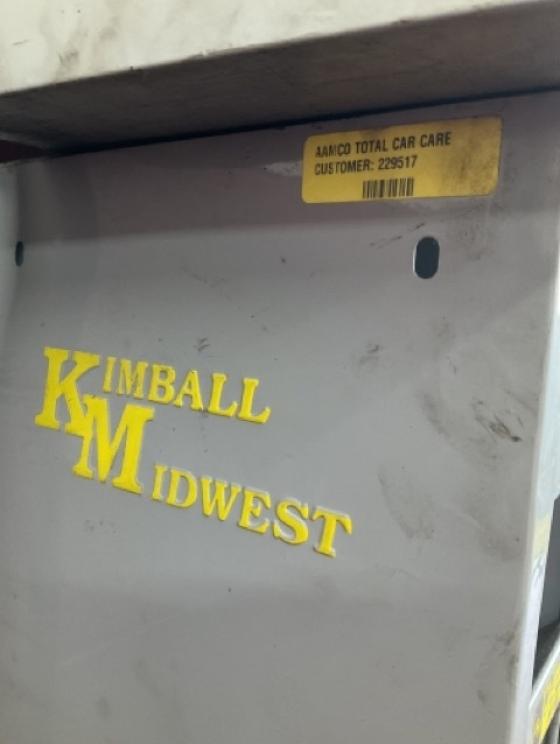 AAMCO TOTAL CAR CARE
CUSTOMER: 229517
KIMBALL
MIDWEST